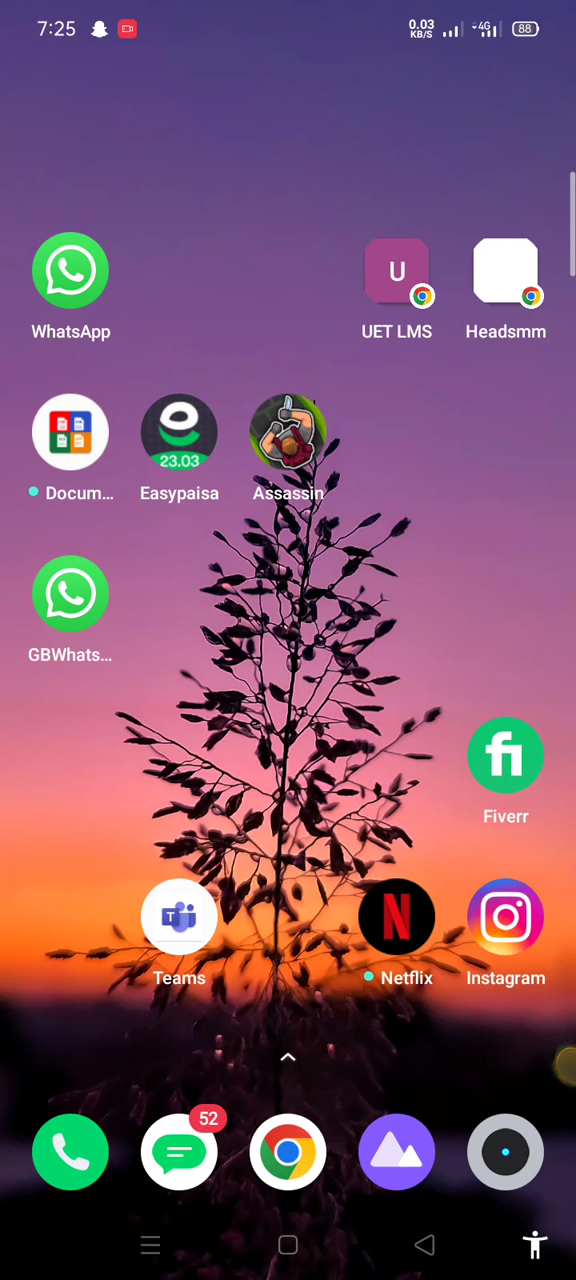 7:25 0.03 KB/S 4G 88
U
WhatsApp UET LMS Headsmm
23.03
Docum... Easypaisa Assassin
GBWhats...
fi
Fiverr
T N
Teams Netflix Instagram
52